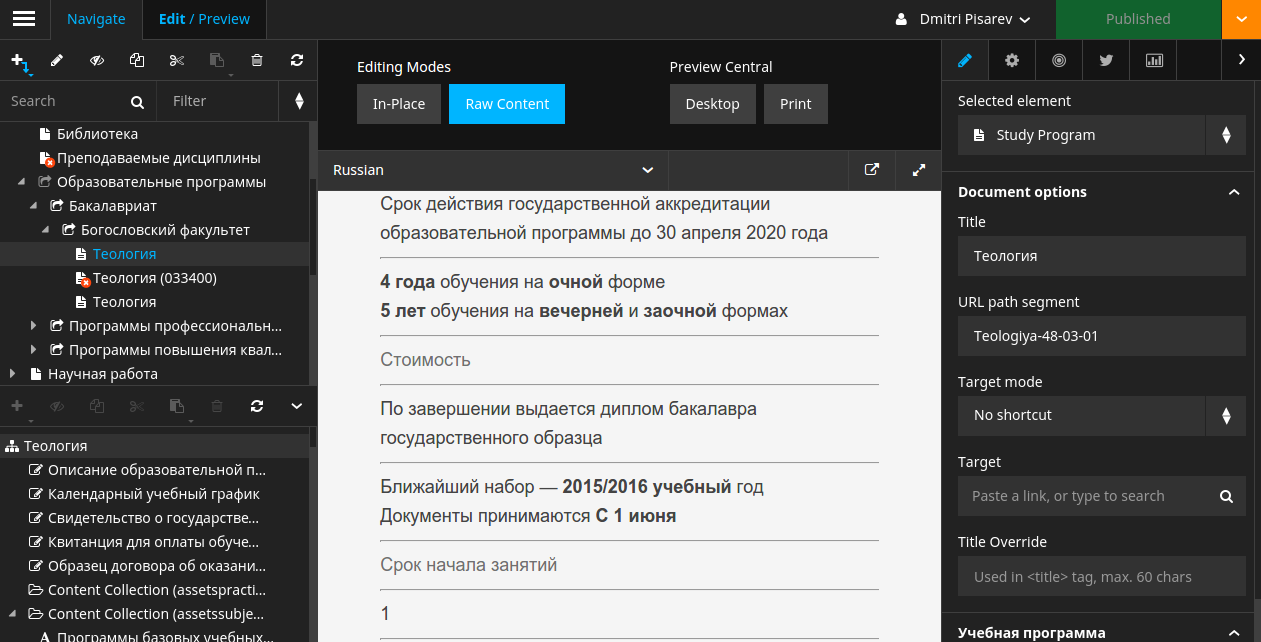 Navigate
Edit / Preview
Dmitri Pisarev
Published
Search
Filter
Библиотека
Преподаваемые дисциплины
Образовательные программы
Бакалавриат
Богословский факультет
Теология
Теология (033400)
Теология
Программы профессиональн...
Программы повышения квал...
Научная работа
Теология
Описание образовательной п...
Календарный учебный график
Свидетельство о государстве...
Квитанция для оплаты обуче...
Образец договора об оказани...
Content Collection (assetspracti...
Content Collection (assetssubje...
Программы базовых учебных...
Editing Modes
In-Place
Raw Content
Preview Central
Desktop
Print
Russian
Срок действия государственной аккредитации
образовательной программы до 30 апреля 2020 года
4 года обучения на очной форме
5 лет обучения на вечерней и заочной формах
Стоимость
По завершении выдается диплом бакалавра
государственного образца
Ближайший набор — 2015/2016 учебный год
Документы принимаются С 1 июня
Срок начала занятий
1
Selected element
Study Program
Document options
Title
Теология
URL path segment
Teologiya-48-03-01
Target mode
No shortcut
Target
Paste a link, or type to search
Title Override
Used in <title> tag, max. 60 chars
Учебная программа